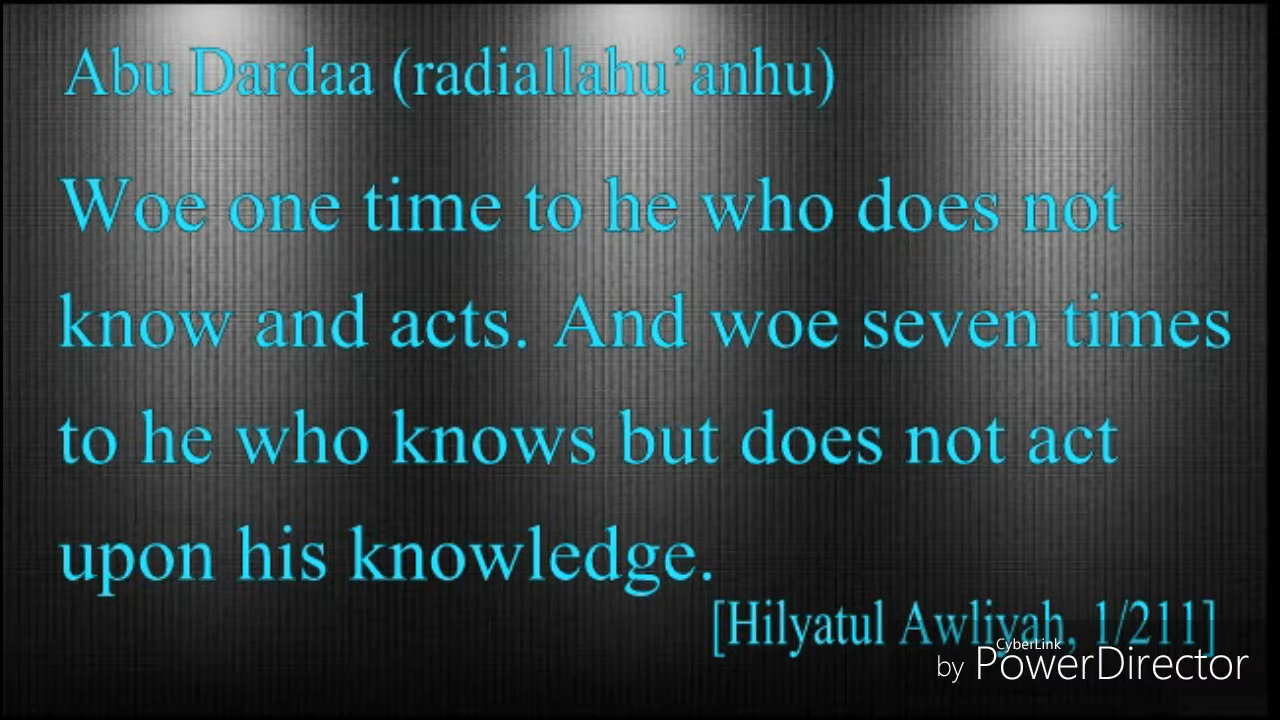 Abu Dardaa (radiallahu’anhu)
Woe one time to he who does not
know and acts. And woe seven times
to he who knows but does not act
upon his knowledge.
[Hilyatul Awliyah, 1/211]
CyberLink
by PowerDirector